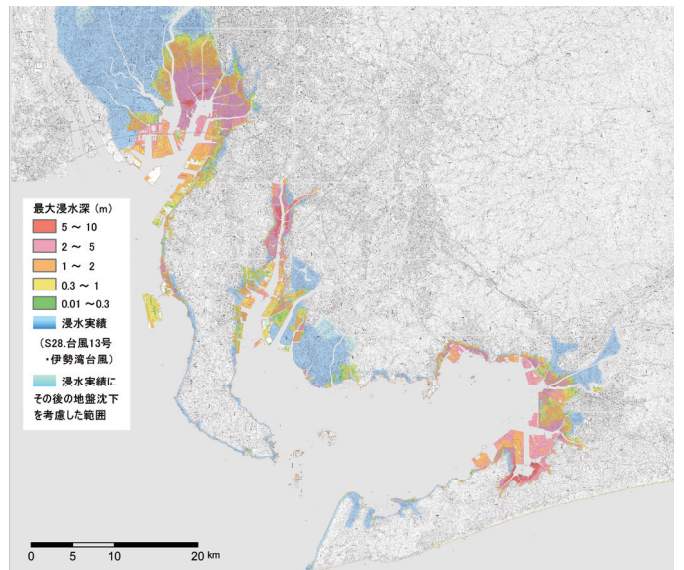 最大浸水深（m）
5 ～ 10
2 ～ 5
1 ～ 2
0.3 ～ 1
0.01 ～0.3
浸水実績
（S28.台風13号
・伊勢湾台風）
浸水実績に
その後の地盤沈下
を考慮した範囲
0 5 10 20 km